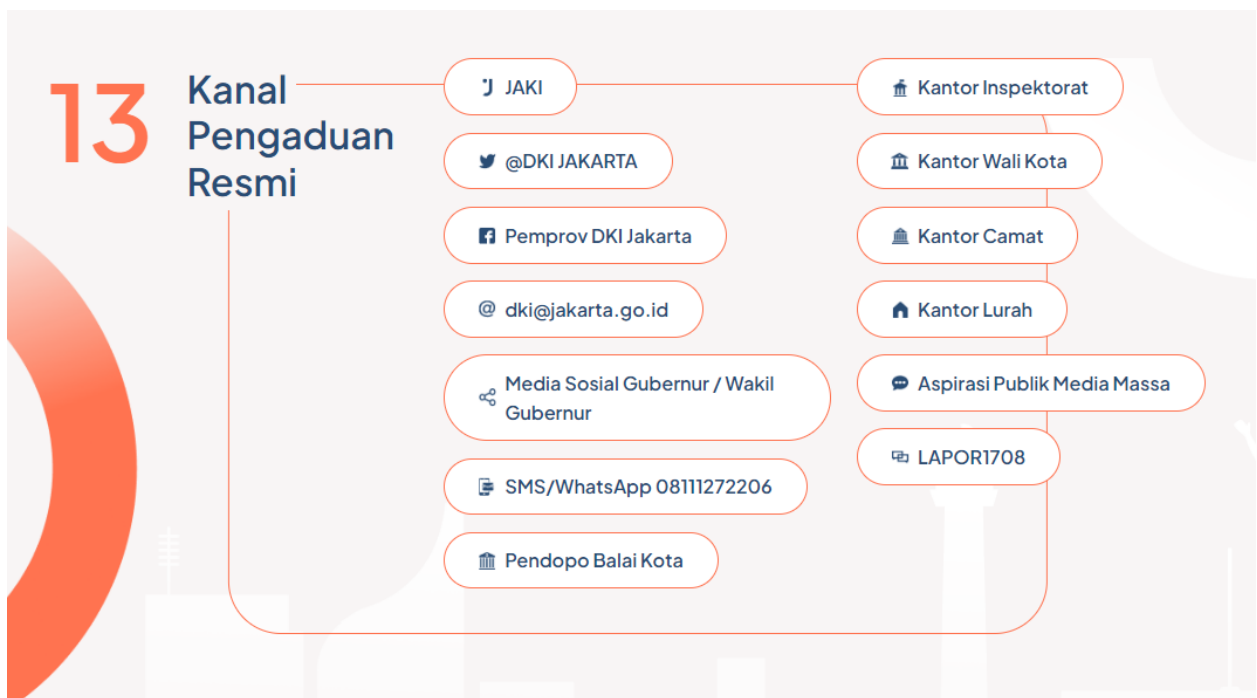 13
Kanal
Pengaduan
Resmi
JAKI
@DKI JAKARTA
Pemprov DKI Jakarta
dki@jakarta.go.id
Media Sosial Gubernur / Wakil
Gubernur
SMS/WhatsApp 08111272206
Pendopo Balai Kota
Kantor Inspektorat
Kantor Wali Kota
Kantor Camat
Kantor Lurah
Aspirasi Publik Media Massa
LAPOR1708